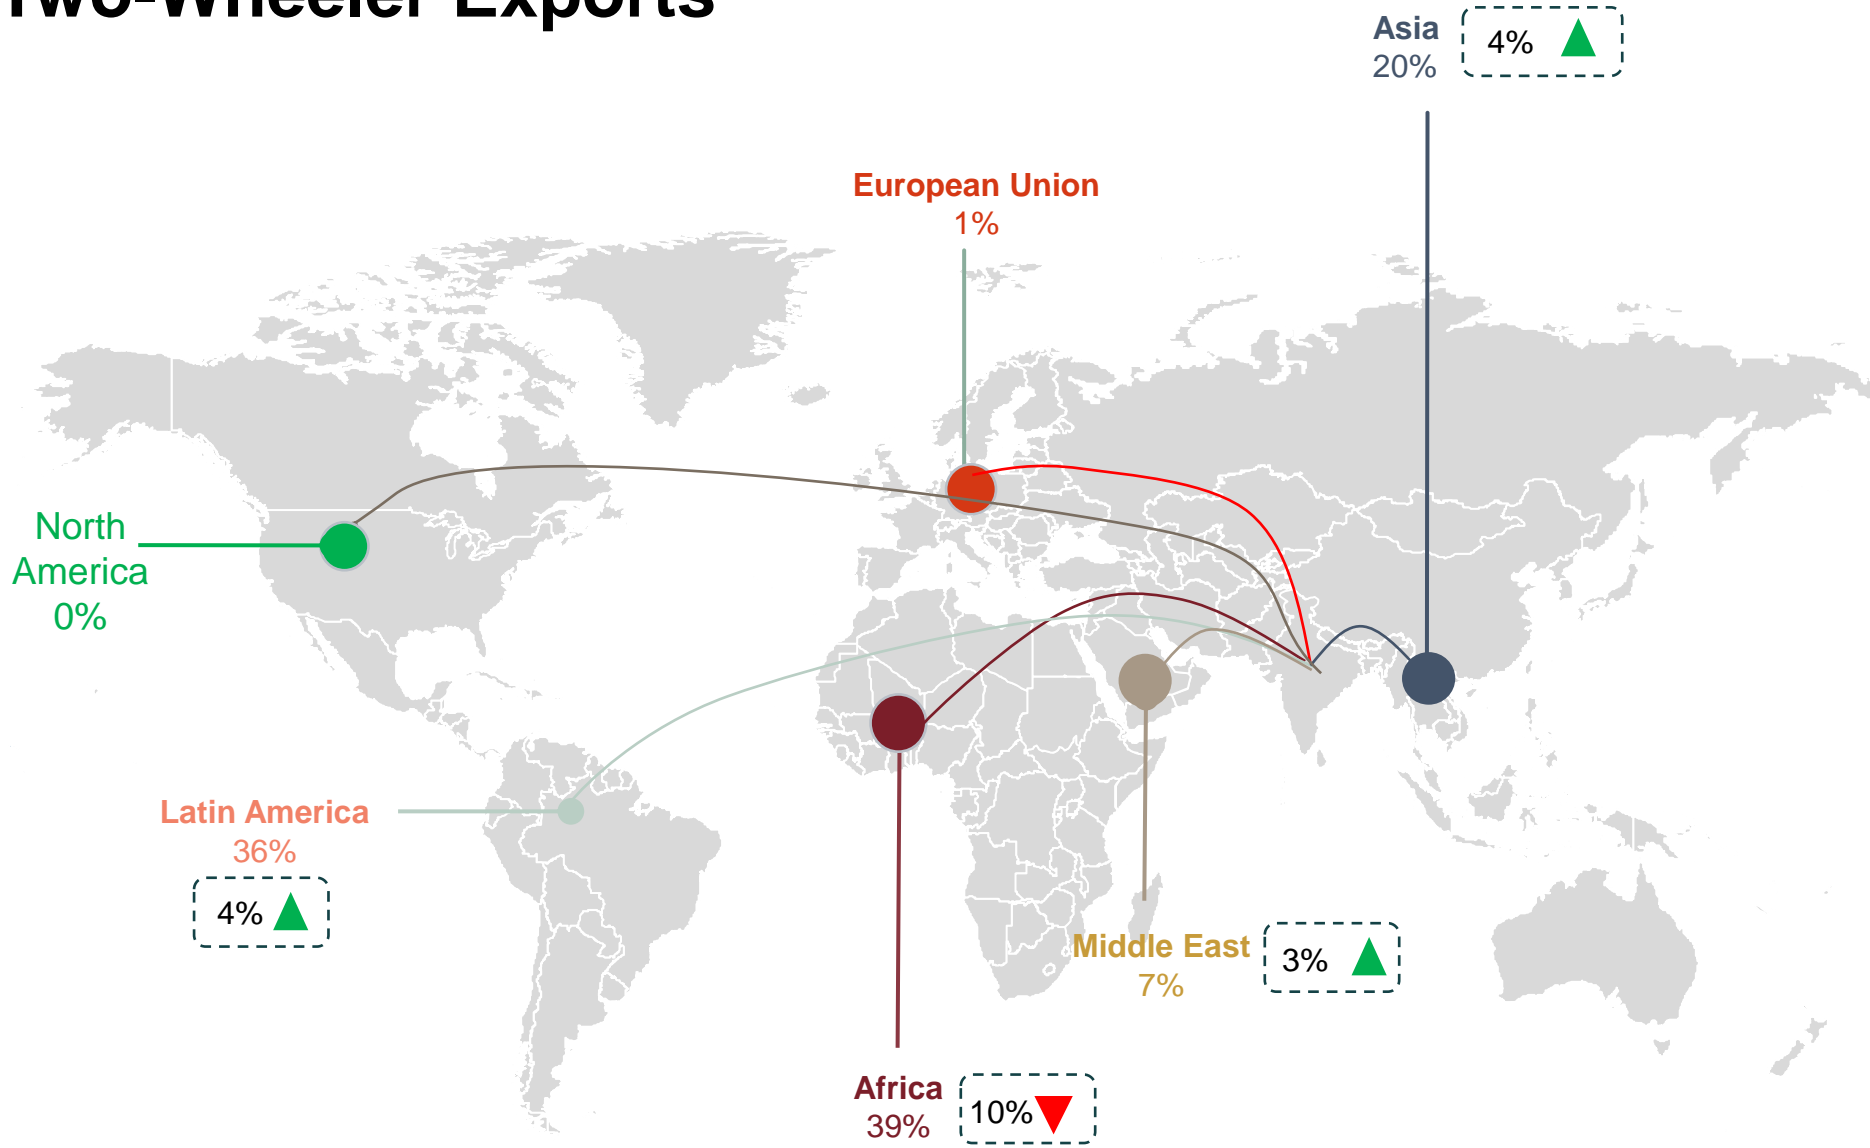 Two-Wheeler Exports
Asia
20%
4%
European Union
1%
North
America
0%
Latin America
36%
4%
Middle East
7%
3%
Africa
39%
10%